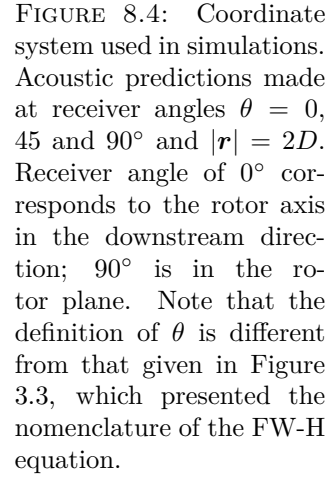 FIGURE 8.4: Coordinate
system used in simulations.
Acoustic predictions made
at receiver angles θ = 0,
45 and 90° and |r| = 2D.
Receiver angle of 0° cor-
responds to the rotor axis
in the downstream direc-
tion; 90° is in the ro-
tor plane. Note that the
definition of θ is different
from that given in Figure
3.3, which presented the
nomenclature of the FW-H
equation.